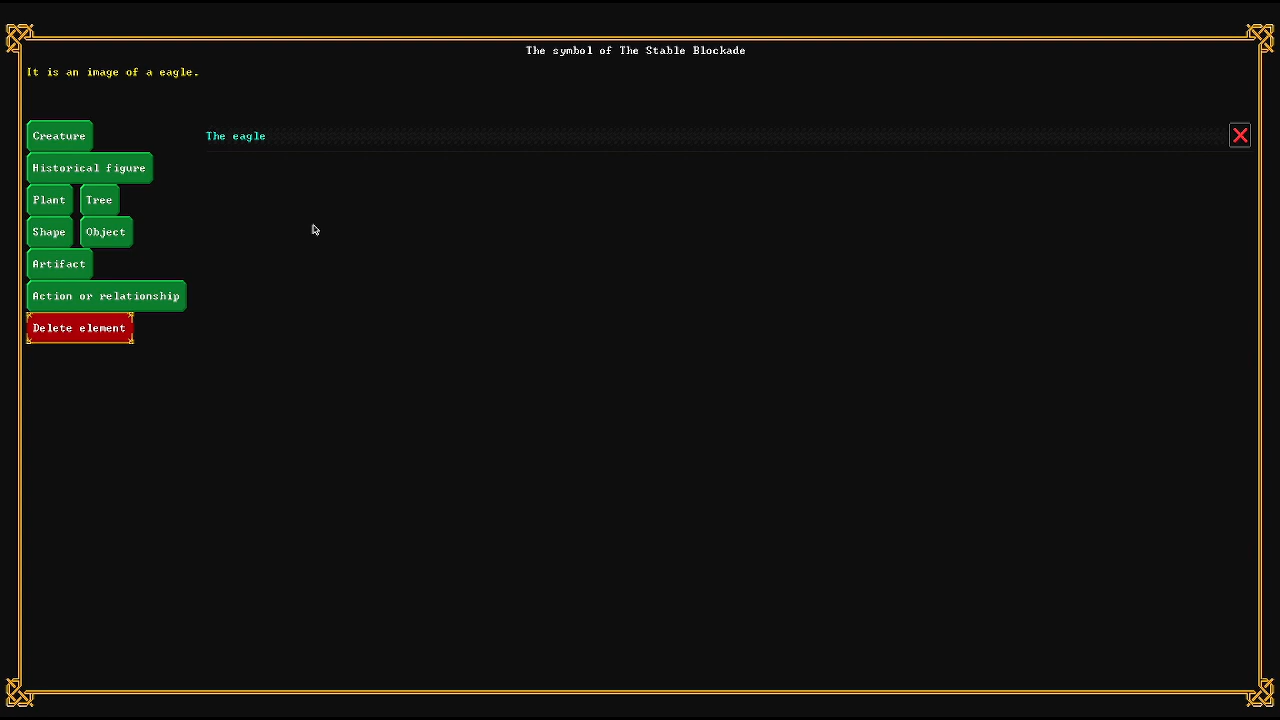 The symbol of The Stable Blockade
It is an image of a eagle.
Creature
The eagle
Historical figure
Plant Tree
Shape Object
Artifact
Action or relationship
Delete element